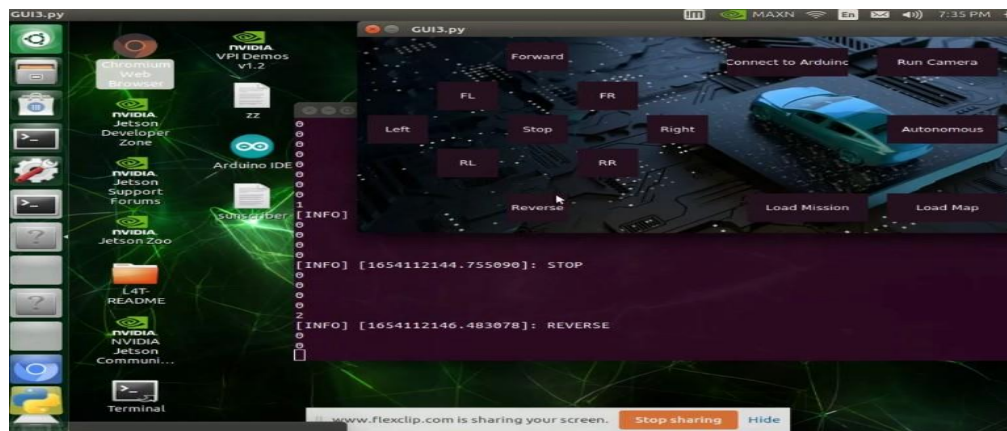 GUI3.py
MAXN
En
7:35 PM
Chromium
Web
Browser
NVIDIA
VPI Demos
v1.2
NVIDIA
Jetson
Developer
Zone
zz
NVIDIA
Jetson
Support
Forums
Arduino IDE
NVIDIA
Jetson Zoo
L4T-
README
NVIDIA
NVIDIA
Jetson
Communi...
Terminal
GUI3.py
Forward
Connect to Arduino
Run Camera
FL
FR
Left
Stop
Right
Autonomous
RL
RR
Reverse
Load Mission
Load Map
0
0
0
0
0
0
0
1
[INFO]
0
0
0
[INFO] [1654112144.755090]: STOP
0
0
0
0
2
[INFO] [1654112146.483078]: REVERSE
0
0
www.flexclip.com is sharing your screen.
Stop sharing
Hide